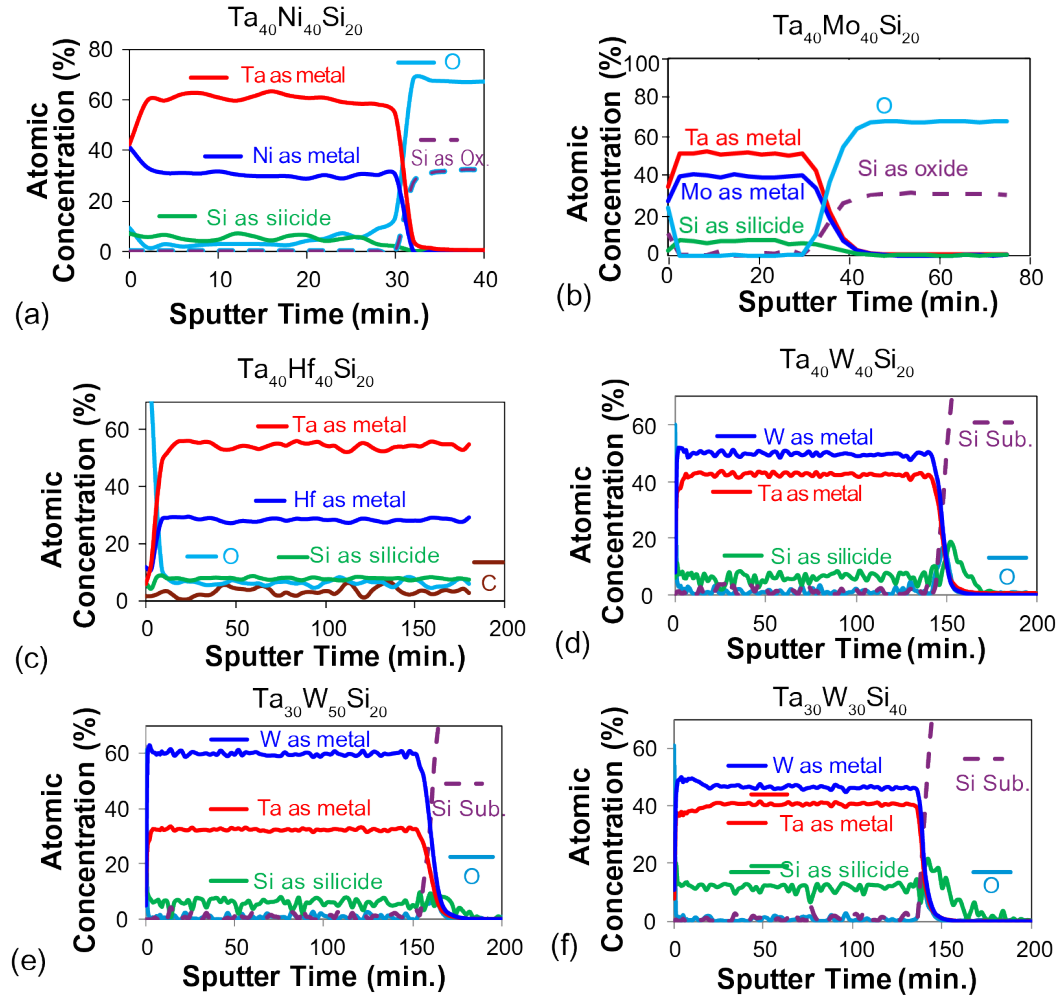 Ta₄₀Ni₄₀Si₂₀
Atomic
Concentration (%)
80
60
40
20
0
O
Ta as metal
Si as Ox.
Ni as metal
Si as siicide
0 10 20 30 40
Sputter Time (min.)
(a)
Ta₄₀Mo₄₀Si₂₀
Atomic
Concentration (%)
100
80
60
40
20
0
O
Ta as metal
Si as oxide
Mo as metal
Si as silicide
0 20 40 60 80
Sputter Time (min.)
(b)
Ta₄₀Hf₄₀Si₂₀
Atomic
Concentration (%)
60
40
20
0
Ta as metal
Hf as metal
O
Si as silicide
C
0 50 100 150 200
Sputter Time (min.)
(c)
Ta₄₀W₄₀Si₂₀
Atomic
Concentration (%)
60
40
20
0
W as metal
Si Sub.
Ta as metal
Si as silicide
O
0 50 100 150 200
Sputter Time (min.)
(d)
Ta₃₀W₅₀Si₂₀
Atomic
Concentration (%)
60
40
20
0
W as metal
Ta as metal
Si Sub.
Si as silicide
O
0 50 100 150 200
Sputter Time (min.)
(e)
Ta₃₀W₃₀Si₄₀
Atomic
Concentration (%)
60
40
20
0
W as metal
Si Sub.
Ta as metal
Si as silicide
O
0 50 100 150 200
Sputter Time (min.)
(f)